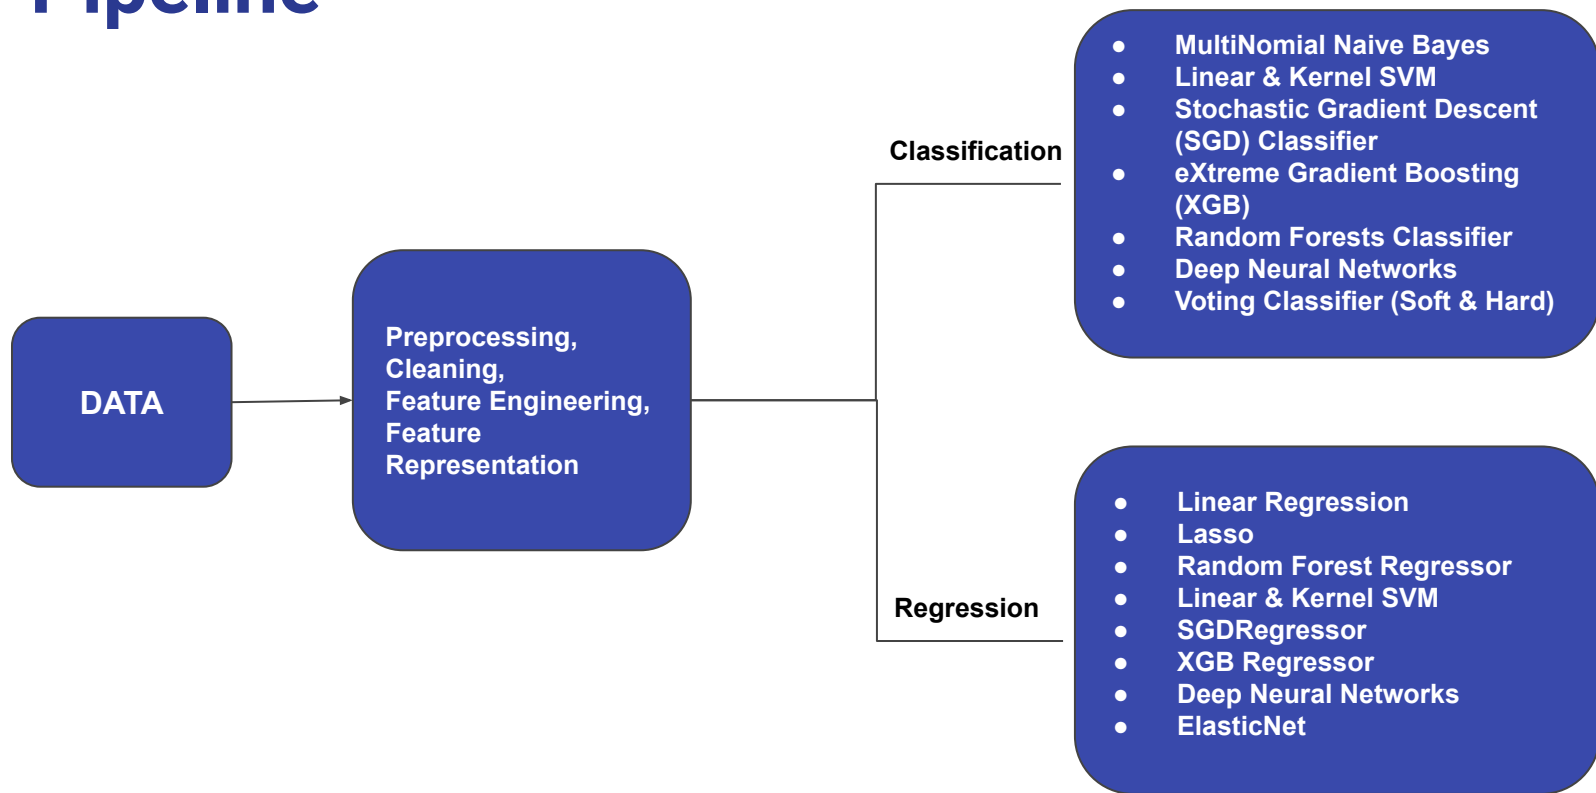 Pipeline
DATA
Preprocessing,
Cleaning,
Feature Engineering,
Feature
Representation
Classification
● MultiNomial Naive Bayes
● Linear & Kernel SVM
● Stochastic Gradient Descent
(SGD) Classifier
● eXtreme Gradient Boosting
(XGB)
● Random Forests Classifier
● Deep Neural Networks
● Voting Classifier (Soft & Hard)
Regression
● Linear Regression
● Lasso
● Random Forest Regressor
● Linear & Kernel SVM
● SGDRegressor
● XGB Regressor
● Deep Neural Networks
● ElasticNet